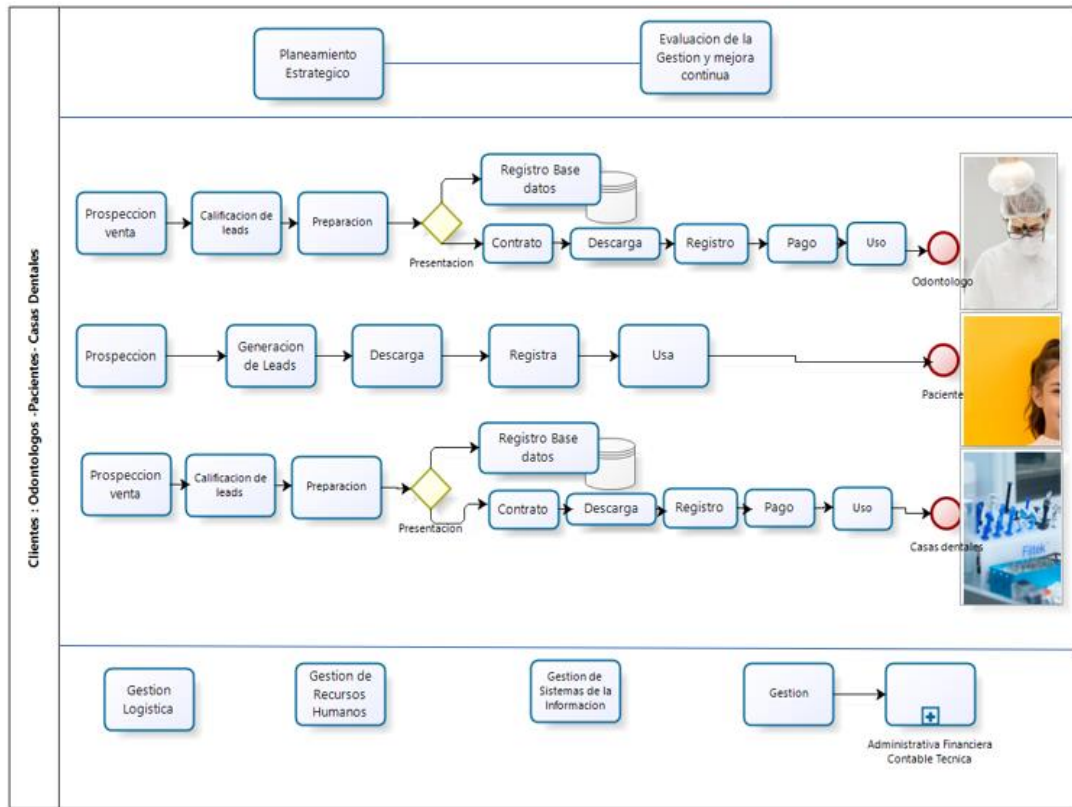 Planeamiento
Estrategico
Evaluacion de la
Gestion y mejora
continua
Clientes : Odontologos -Pacientes- Casas Dentales
Prospeccion
venta
Calificacion de
leads
Preparacion
Presentacion
Registro Base
datos
Contrato
Descarga
Registro
Pago
Uso
Odontologo
Prospeccion
Generacion
de Leads
Descarga
Registra
Usa
Paciente
Prospeccion
venta
Calificacion de
leads
Preparacion
Presentacion
Registro Base
datos
Contrato
Descarga
Registro
Pago
Uso
Casas dentales
Filtek
Gestion
Logistica
Gestion de
Recursos
Humanos
Gestion de
Sistemas de la
Informacion
Gestion
Administrativa Financiera
Contable Tecnica